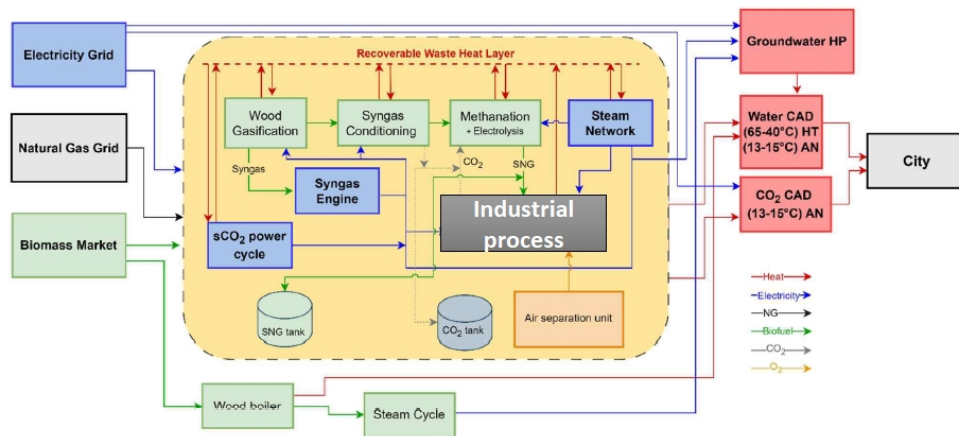 Electricity Grid
Natural Gas Grid
Biomass Market
Recoverable Waste Heat Layer
Wood
Gasification
Syngas
Conditioning
Methanation
+ Electrolysis
Steam
Network
Syngas
CO₂
SNG
Syngas
Engine
Industrial
process
sCO₂ power
cycle
SNG tank
CO₂ tank
Air separation unit
Wood boiler
Steam Cycle
Groundwater HP
Water CAD
(65-40°C) HT
(13-15°C) AN
CO₂ CAD
(13-15°C) AN
City
Heat
Electricity
NG
Biofuel
CO₂
O₂